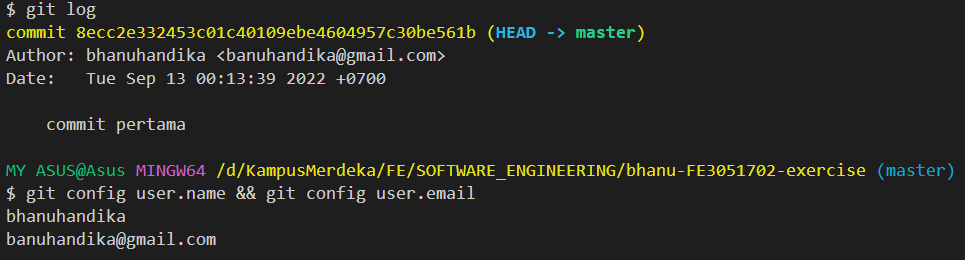 $ git log
commit 8ecc2e332453c01c40109ebe4604957c30be561b (HEAD -> master)
Author: bhanuhandika <banuhandika@gmail.com>
Date:   Tue Sep 13 00:13:39 2022 +0700
    commit pertama
MY ASUS@Asus MINGW64 /d/KampusMerdeka/FE/SOFTWARE_ENGINEERING/bhanu-FE3051702-exercise (master)
$ git config user.name && git config user.email
bhanuhandika
banuhandika@gmail.com